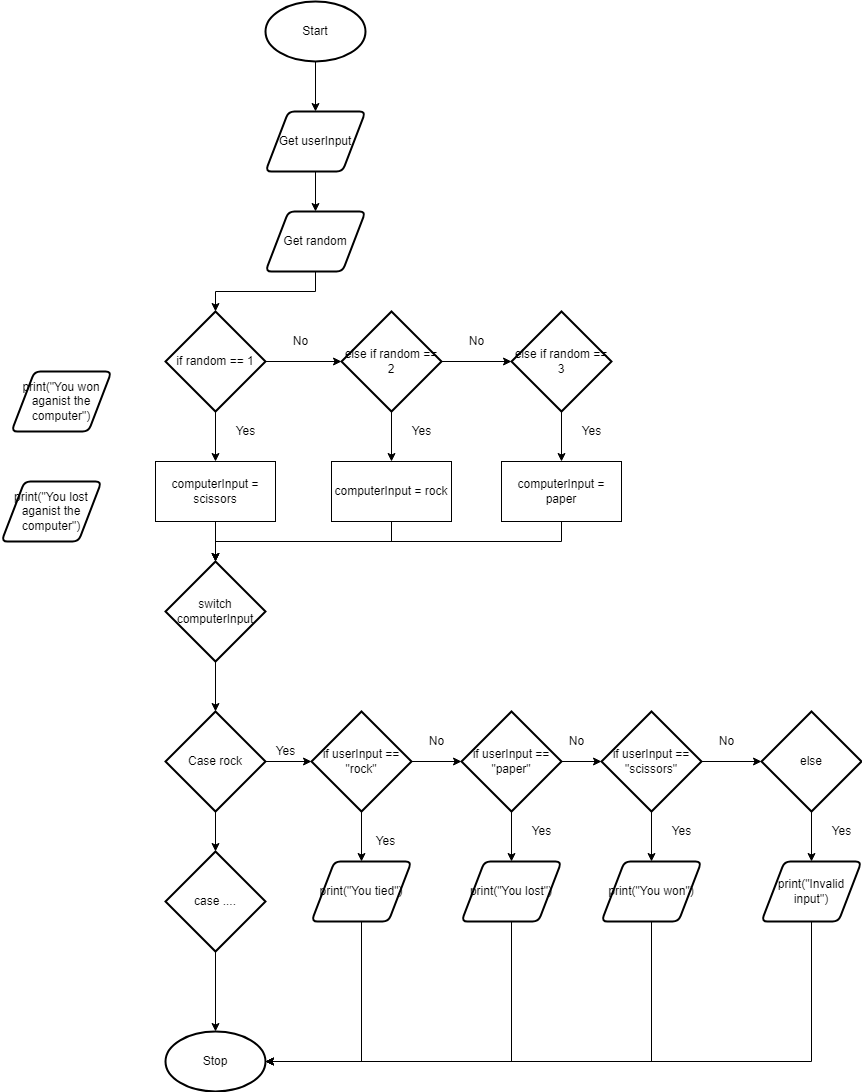 Start
Get userInput
Get random
if random == 1
No
else if random ==
2
No
else if random ==
3
Yes
Yes
Yes
print("You won
aganist the
computer")
print("You lost
aganist the
computer")
computerInput =
scissors
computerInput = rock
computerInput =
paper
switch
computerInput
Case rock
Yes
if userInput ==
"rock"
No
if userInput ==
"paper"
No
if userInput ==
"scissors"
No
else
Yes
Yes
Yes
Yes
case ....
print("You tied")
print("You lost")
print("You won")
print("Invalid
input")
Stop